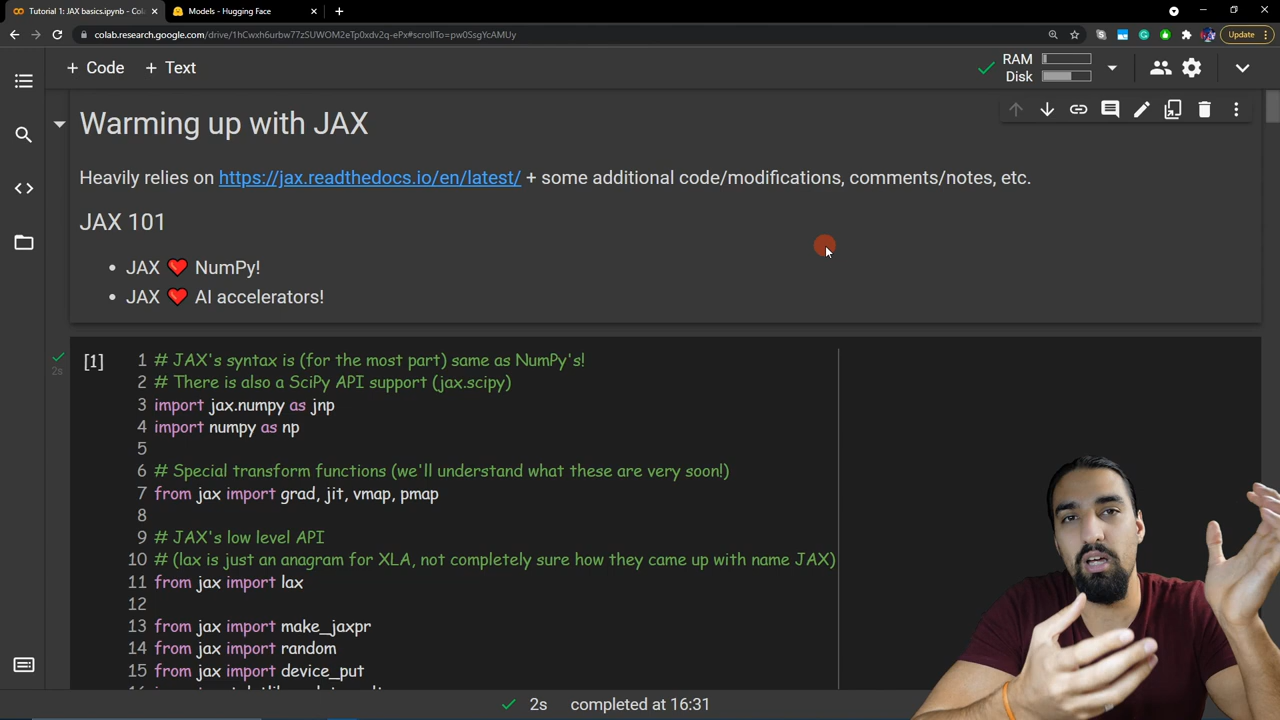 Tutorial 1: JAX basics.ipynb - Col
Models - Hugging Face
colab.research.google.com/drive/1hCwxh6urbw77zSUWOM2eTp0xdv2q-ePx#scrollTo=pw0SsgYcAMUy
Update
+ Code + Text
RAM
Disk
Warming up with JAX
Heavily relies on https://jax.readthedocs.io/en/latest/ + some additional code/modifications, comments/notes, etc.
JAX 101
• JAX ❤️ NumPy!
• JAX ❤️ AI accelerators!
2s
[1]
1 # JAX's syntax is (for the most part) same as NumPy's!
2 # There is also a SciPy API support (jax.scipy)
3 import jax.numpy as jnp
4 import numpy as np
5
6 # Special transform functions (we'll understand what these are very soon!)
7 from jax import grad, jit, vmap, pmap
8
9 # JAX's low level API
10 # (lax is just an anagram for XLA, not completely sure how they came up with name JAX)
11 from jax import lax
12
13 from jax import make_jaxpr
14 from jax import random
15 from jax import device_put
2s completed at 16:31